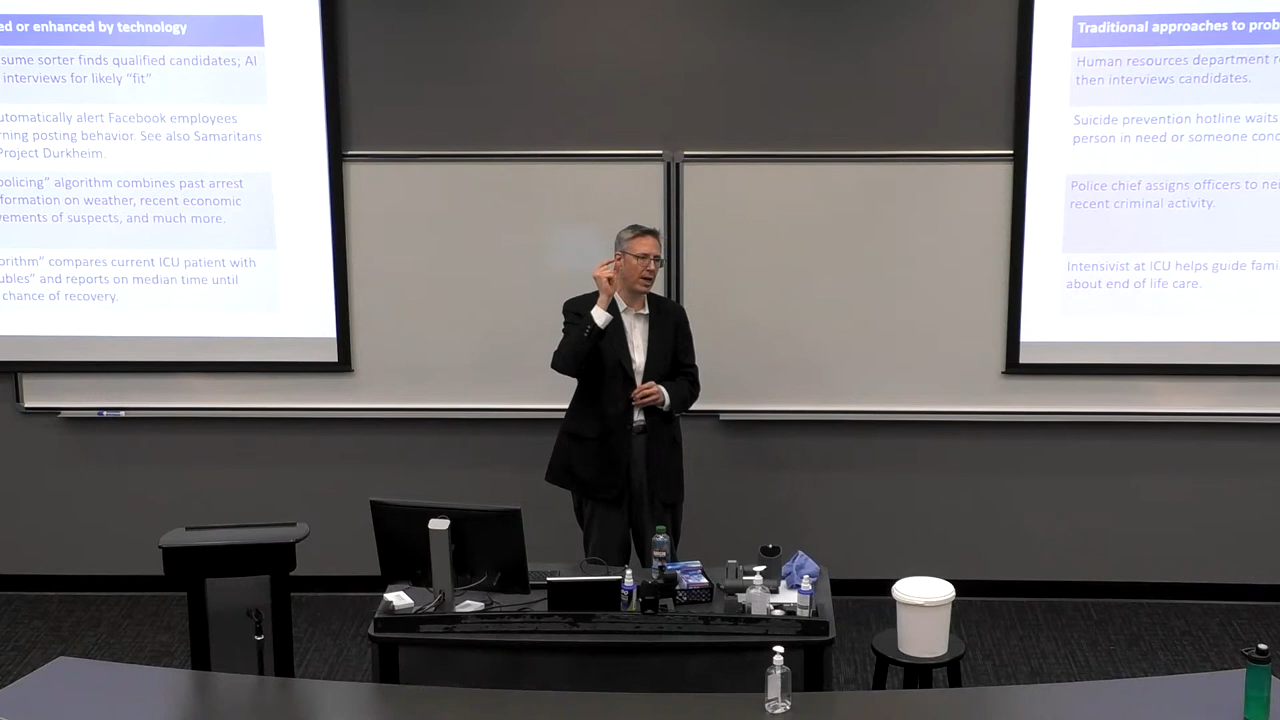 ed or enhanced by technology
sume sorter finds qualified candidates; AI
interviews for likely "fit"
utomatically alert Facebook employees
rning posting behavior. See also Samaritans
Project Durkheim.
policing" algorithm combines past arrest
formation on weather, recent economic
vements of suspects, and much more.
orithm" compares current ICU patient with
ubles" and reports on median time until
chance of recovery.
Traditional approaches to prob
Human resources department re
then interviews candidates.
Suicide prevention hotline waits
person in need or someone conc
Police chief assigns officers to nei
recent criminal activity.
Intensivist at ICU helps guide fami
about end of life care.